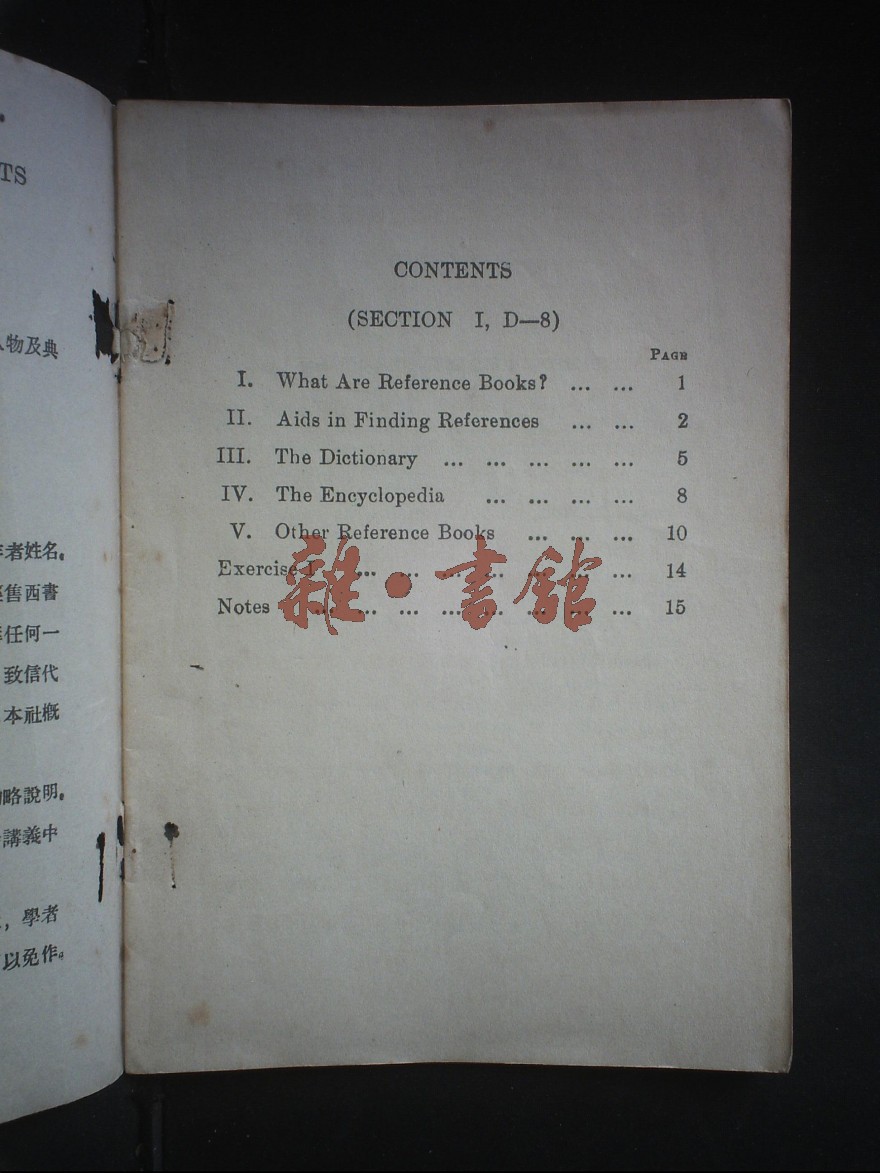 TS
物及典
者姓名。
售西書
任何一
致信代
本社概
略說明。
講義中
，學者
以免作。
CONTENTS
(SECTION I, D—8)
PAGE
I. What Are Reference Books? ... ... 1
II. Aids in Finding References ... ... 2
III. The Dictionary ... ... ... ... ... 5
IV. The Encyclopedia ... ... ... ... 8
V. Other Reference Books ... ... ... 10
Exercise I ... ... ... ... ... ... ... 14
Notes ... ... ... ... ... ... ... ... 15
雜·書館